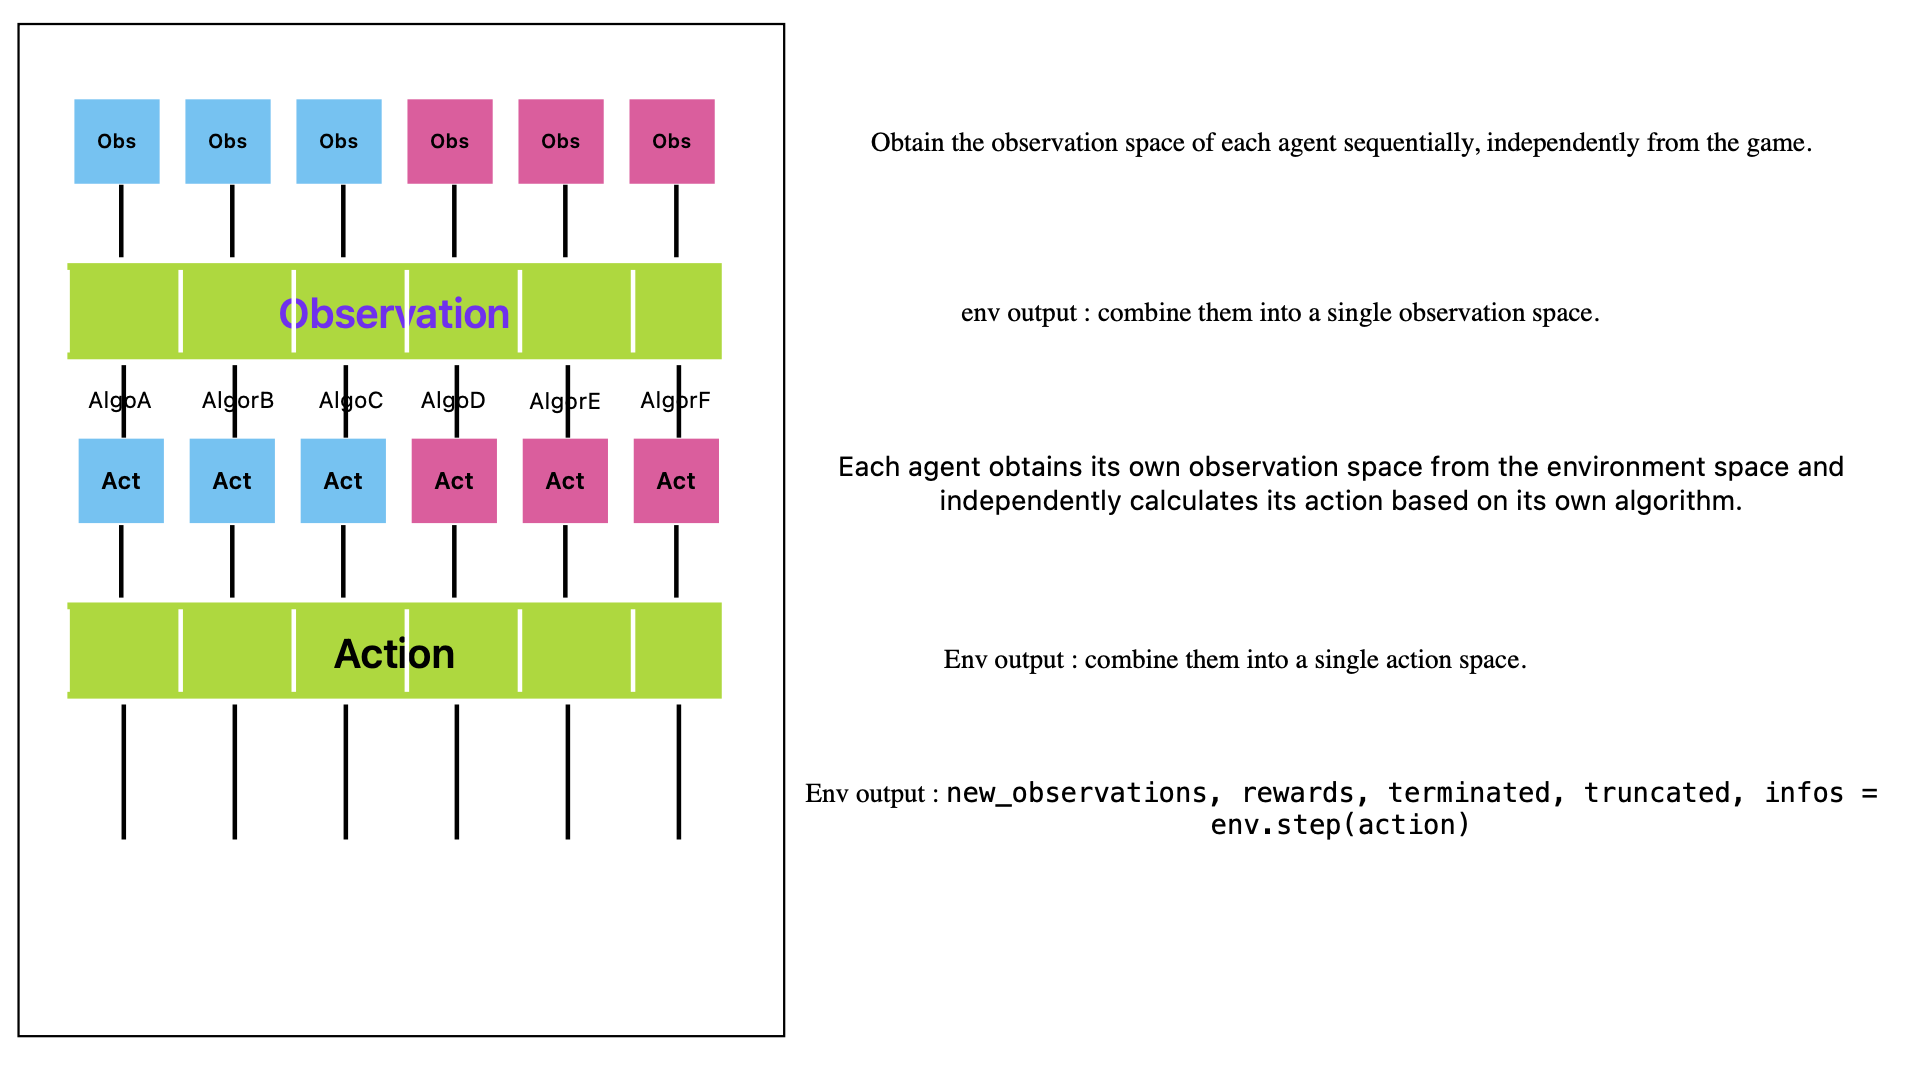 Obs Obs Obs Obs Obs Obs
Obtain the observation space of each agent sequentially, independently from the game.
Observation
env output : combine them into a single observation space.
AlgoA AlgorB AlgoC AlgoD AlgorE AlgorF
Act Act Act Act Act Act
Each agent obtains its own observation space from the environment space and
independently calculates its action based on its own algorithm.
Action
Env output : combine them into a single action space.
Env output : new_observations, rewards, terminated, truncated, infos =
env.step(action)